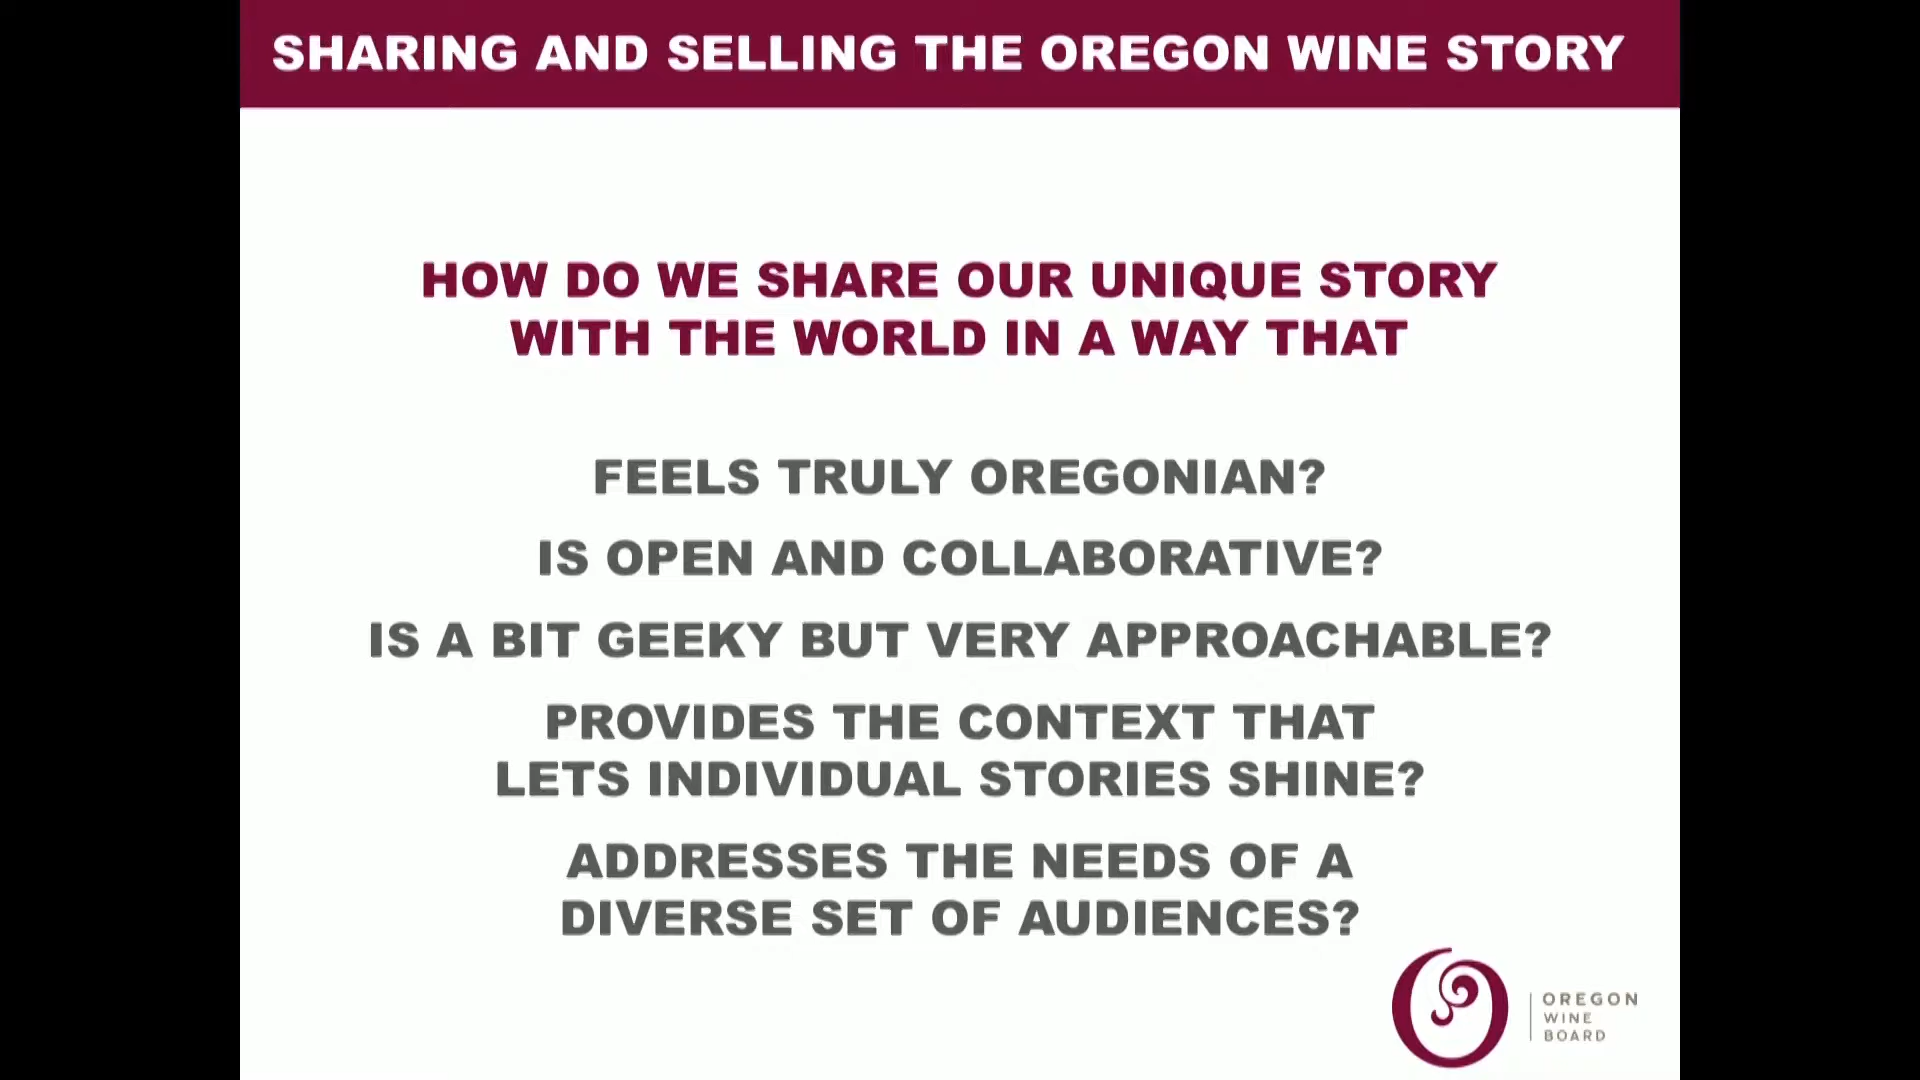 SHARING AND SELLING THE OREGON WINE STORY
HOW DO WE SHARE OUR UNIQUE STORY
WITH THE WORLD IN A WAY THAT
FEELS TRULY OREGONIAN?
IS OPEN AND COLLABORATIVE?
IS A BIT GEEKY BUT VERY APPROACHABLE?
PROVIDES THE CONTEXT THAT
LETS INDIVIDUAL STORIES SHINE?
ADDRESSES THE NEEDS OF A
DIVERSE SET OF AUDIENCES?
OREGON
WINE
BOARD